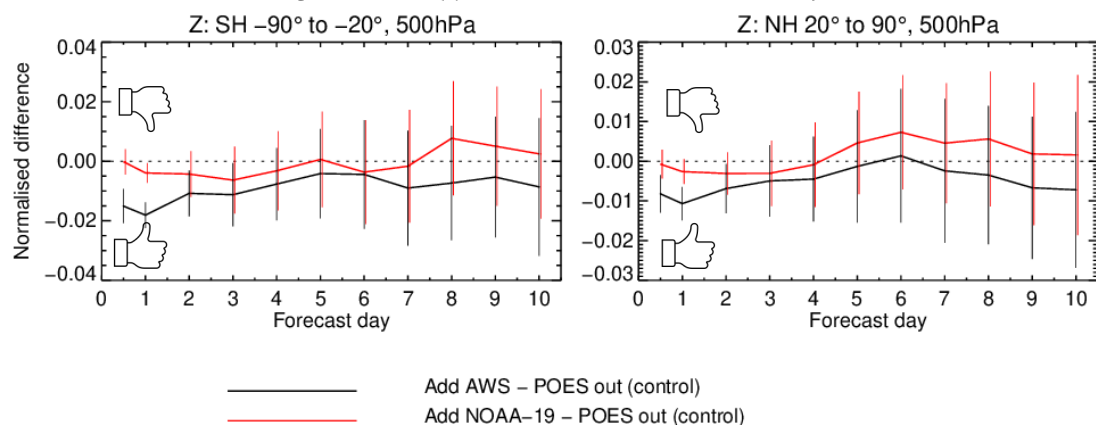 Z: SH −90° to −20°, 500hPa
Z: NH 20° to 90°, 500hPa
Normalised difference
0.04
0.02
0.00
−0.02
−0.04
0 1 2 3 4 5 6 7 8 9 10
Forecast day
0.03
0.02
0.01
0.00
−0.01
−0.02
−0.03
0 1 2 3 4 5 6 7 8 9 10
Forecast day
Add AWS − POES out (control)
Add NOAA−19 − POES out (control)